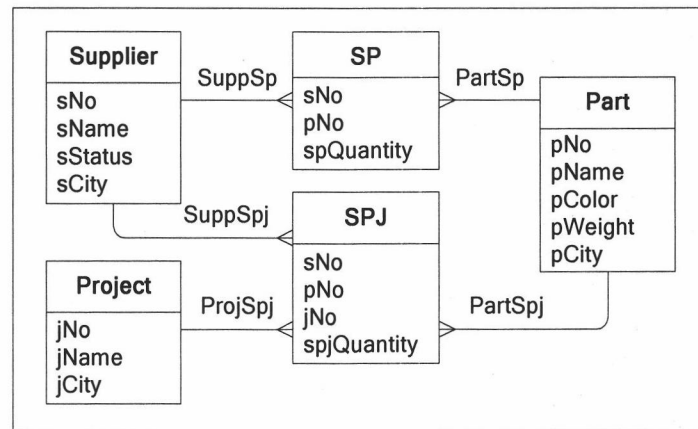 Supplier
sNo
sName
sStatus
sCity
SuppSp
SP
sNo
pNo
spQuantity
PartSp
Part
pNo
pName
pColor
pWeight
pCity
SuppSpj
SPJ
sNo
pNo
jNo
spjQuantity
Project
jNo
jName
jCity
ProjSpj
PartSpj